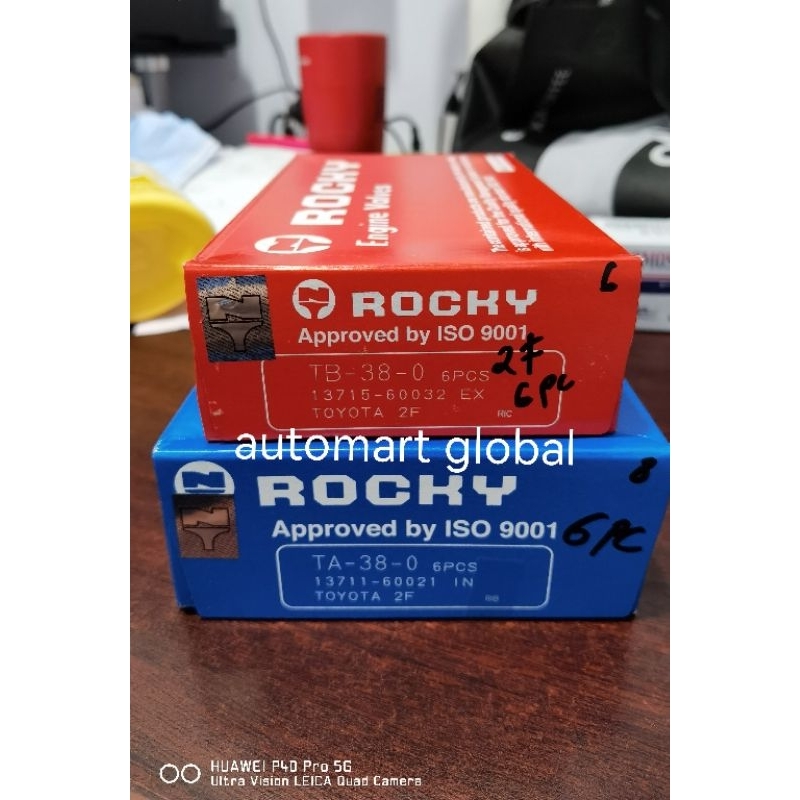 ROCKY
Engine Valves
6
ROCKY
Approved by ISO 9001
2F
TB-38-0 6PCS
6pc
13715-60032 EX
TOYOTA 2F
RIC
automart global
8
ROCKY
Approved by ISO 9001
6PC
TA-38-0 6PCS
13711-60021 IN
TOYOTA 2F
HUAWEI P40 Pro 5G
Ultra Vision LEICA Quad Camera